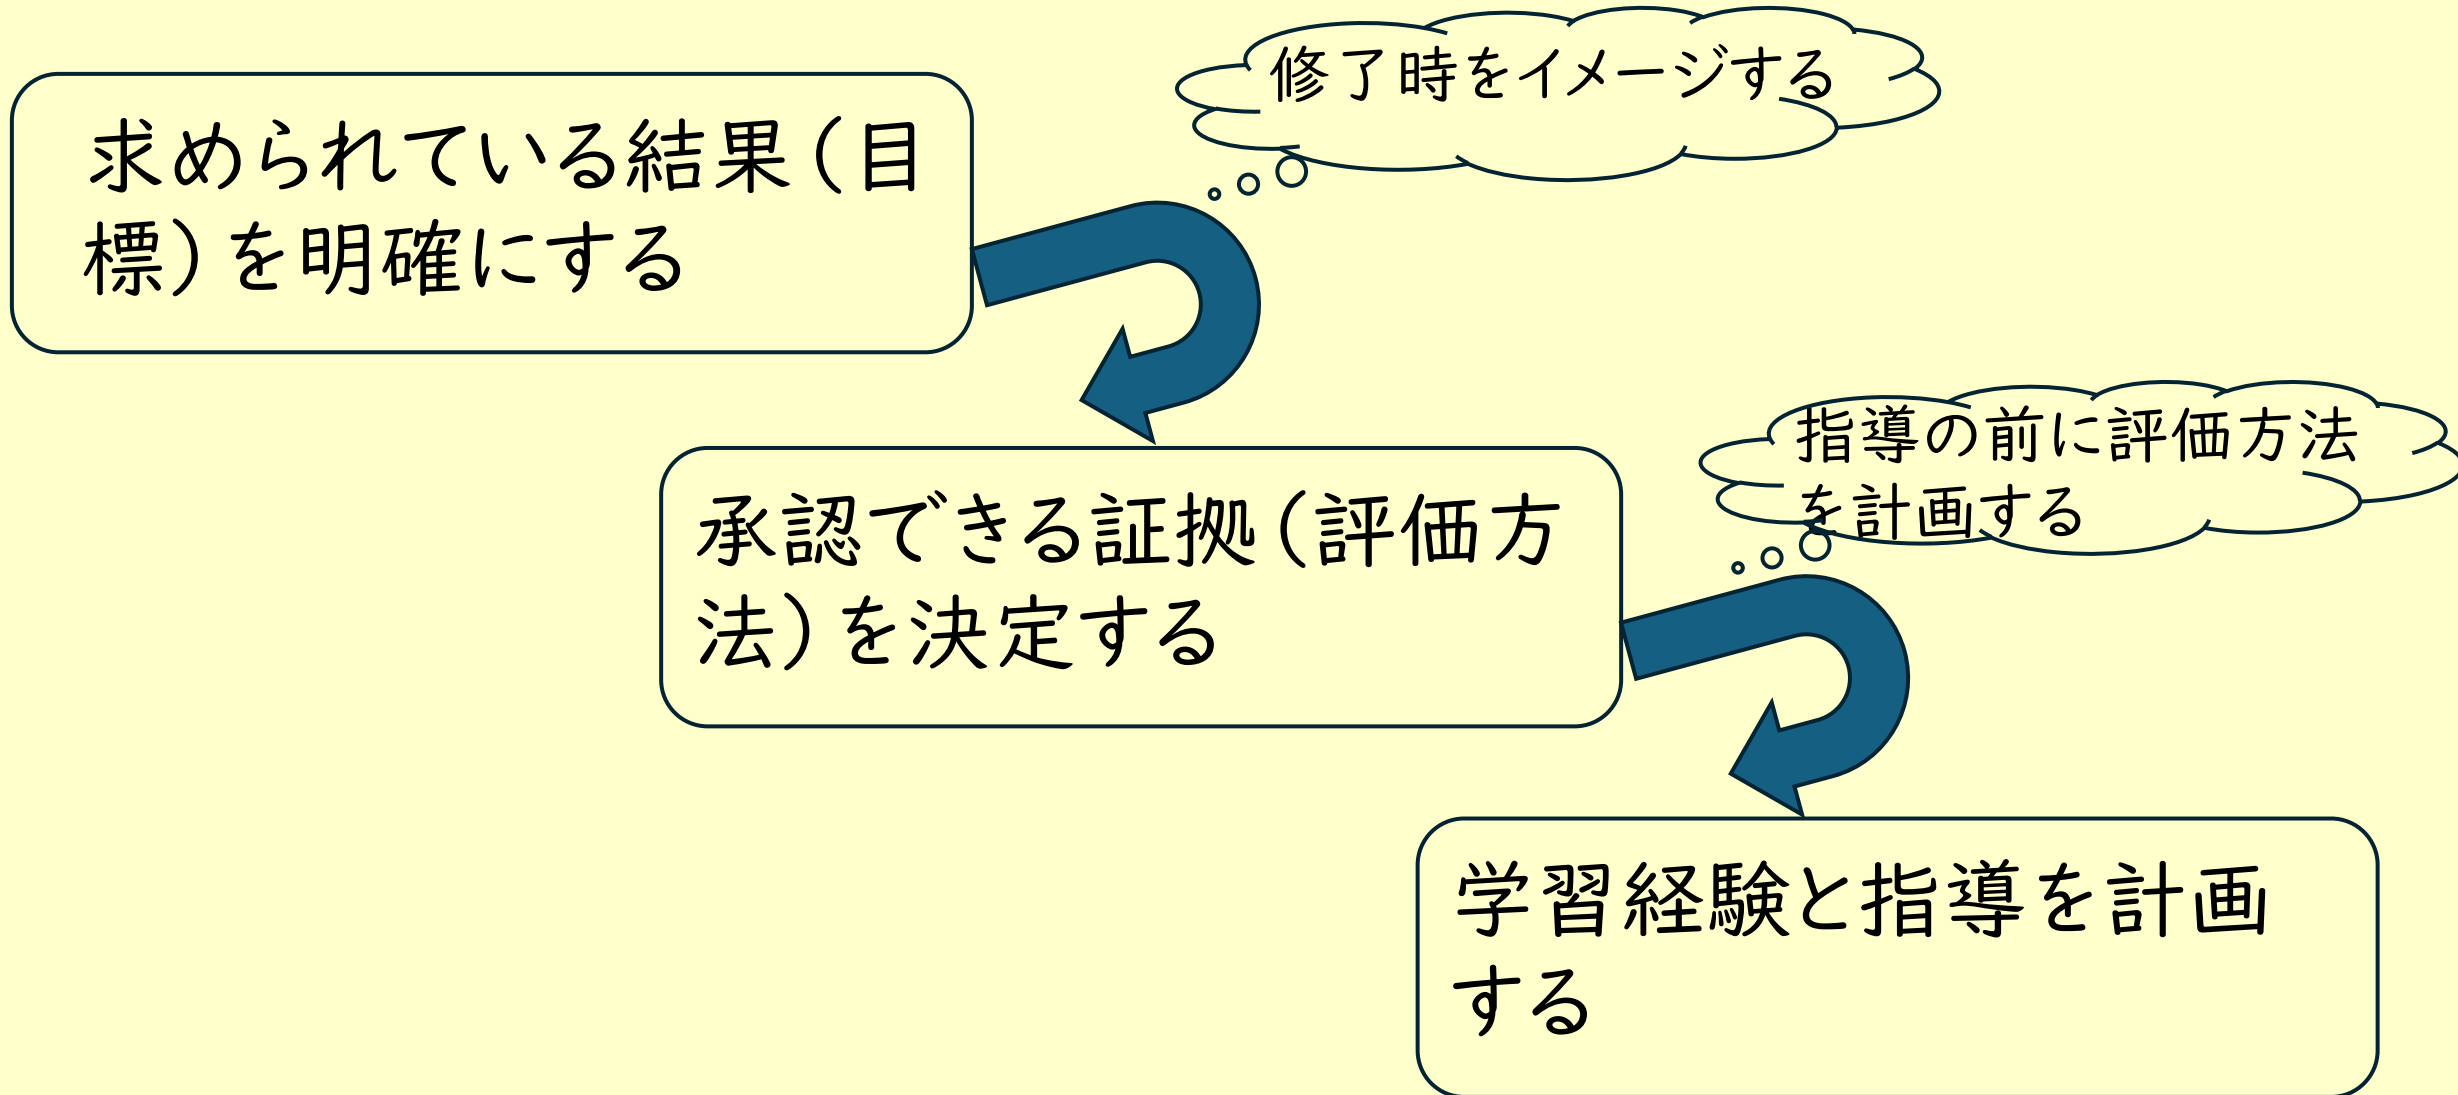 修了時をイメージする
求められている結果（目
標）を明確にする
指導の前に評価方法
を計画する
承認できる証拠（評価方
法）を決定する
学習経験と指導を計画
する